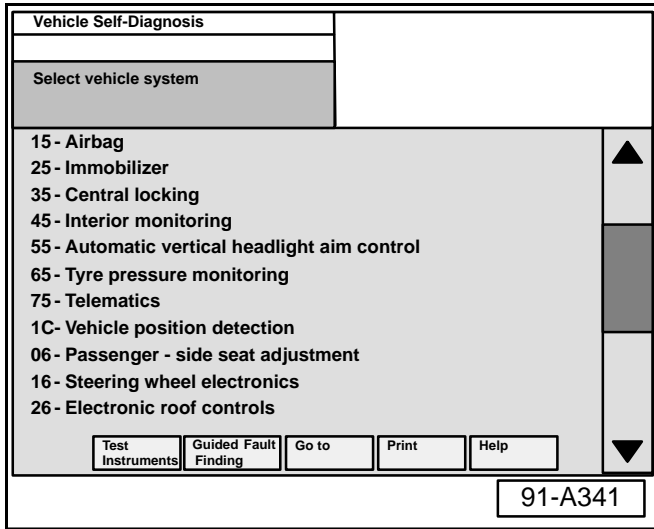 Vehicle Self-Diagnosis
Select vehicle system
15 - Airbag
25 - Immobilizer
35 - Central locking
45 - Interior monitoring
55 - Automatic vertical headlight aim control
65 - Tyre pressure monitoring
75 - Telematics
1C- Vehicle position detection
06 - Passenger - side seat adjustment
16 - Steering wheel electronics
26 - Electronic roof controls
Test Instruments
Guided Fault Finding
Go to
Print
Help
91-A341